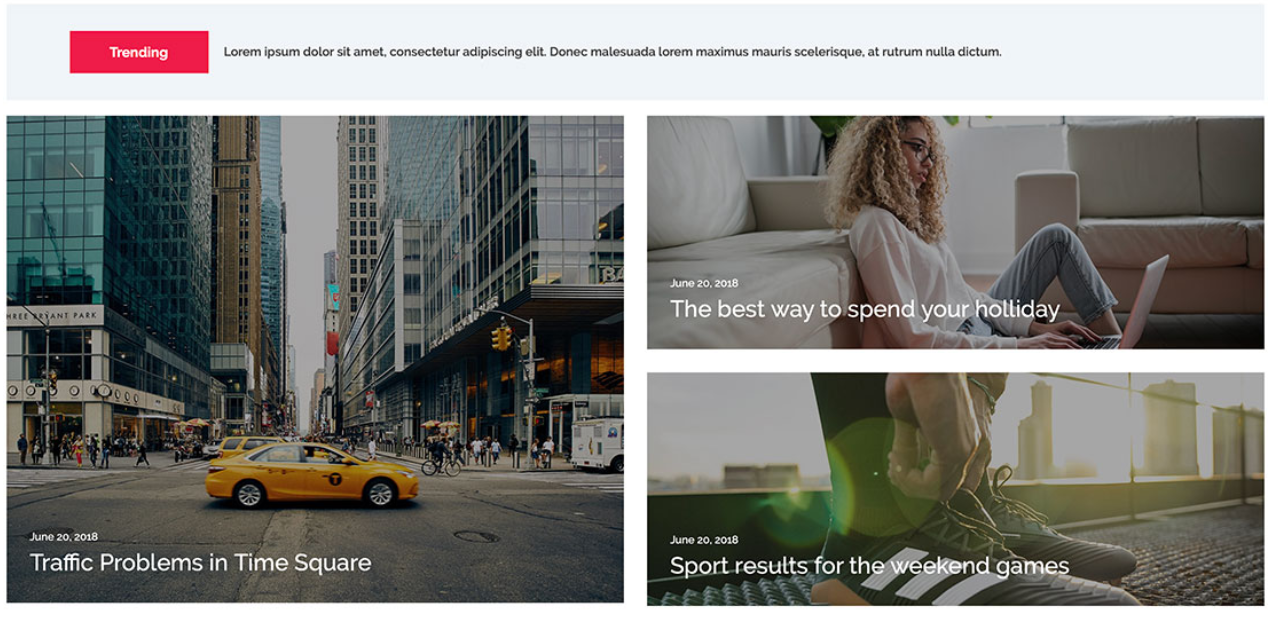 Trending
Lorem ipsum dolor sit amet, consectetur adipiscing elit. Donec malesuada lorem maximus mauris scelerisque, at rutrum nulla dictum.
BRYANT PARK
June 20, 2018
Traffic Problems in Time Square
June 20, 2018
The best way to spend your holliday
June 20, 2018
Sport results for the weekend games